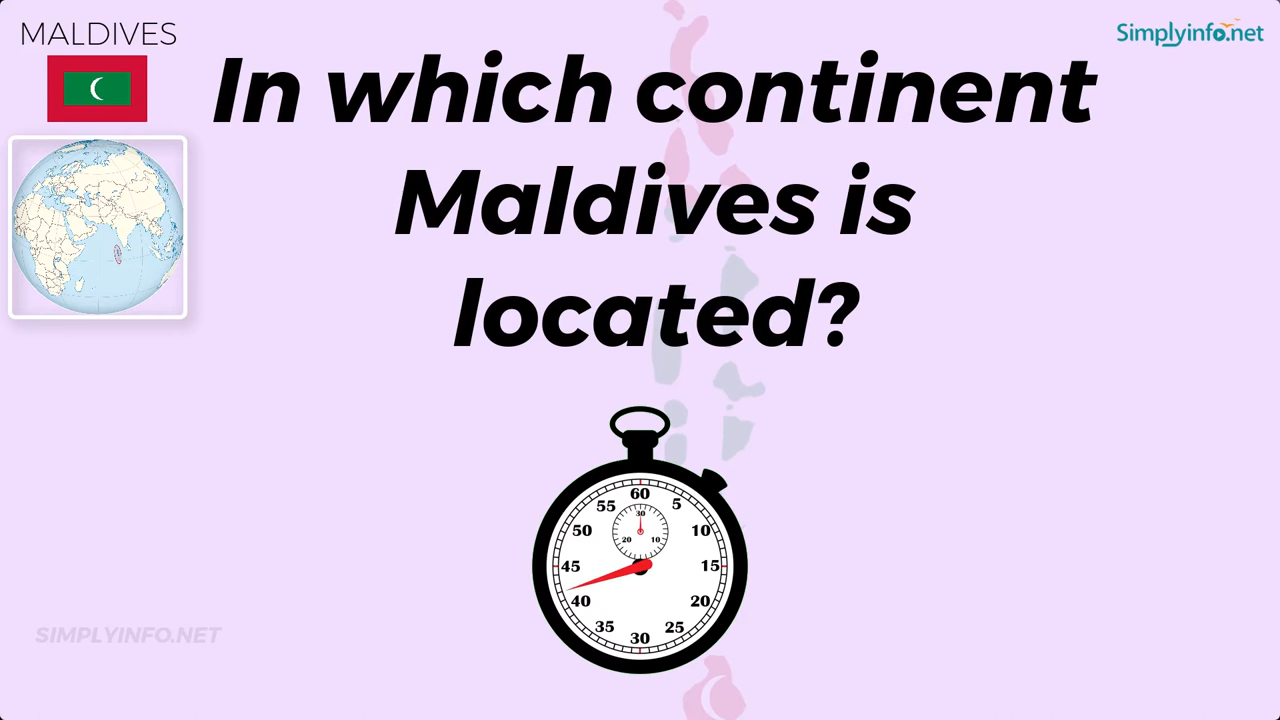 MALDIVES
Simplyinfo.net
In which continent
Maldives is
located?
60
55 5
30
50 10
20 10
45 15
40 20
35 25
30
SIMPLYINFO.NET